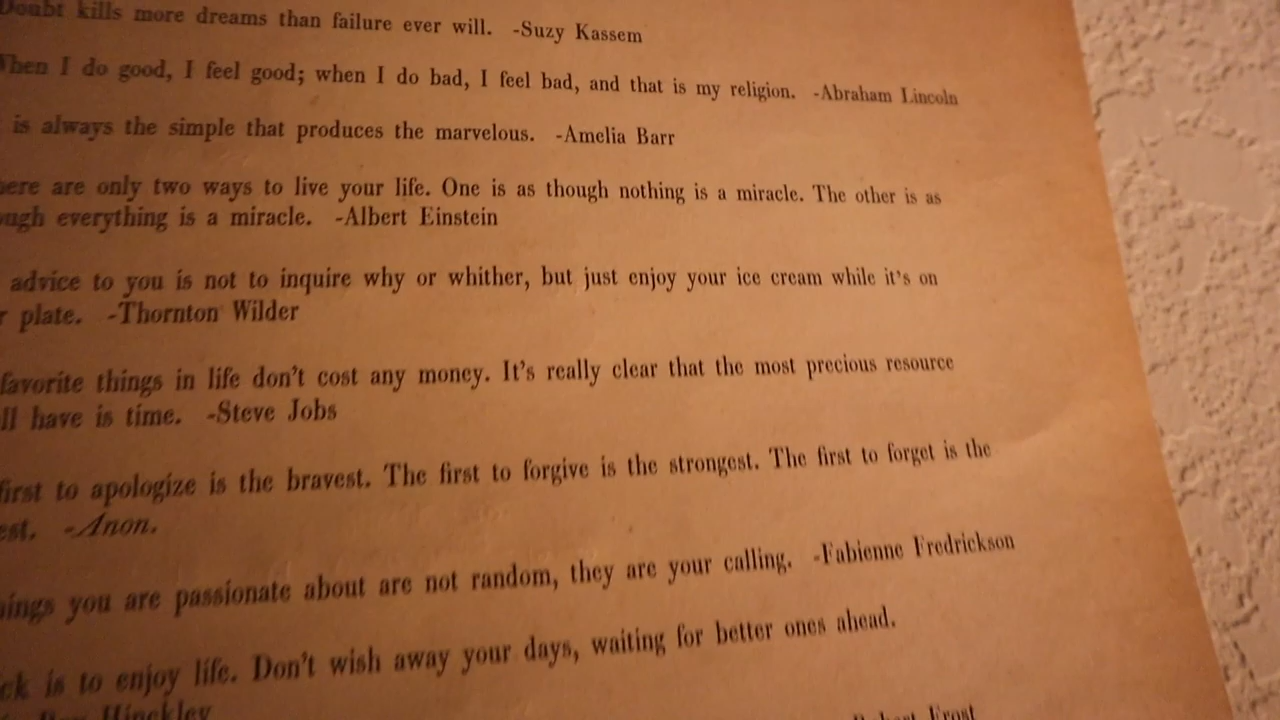 Doubt kills more dreams than failure ever will. -Suzy Kassem
When I do good, I feel good; when I do bad, I feel bad, and that is my religion. -Abraham Lincoln
is always the simple that produces the marvelous. -Amelia Barr
ere are only two ways to live your life. One is as though nothing is a miracle. The other is as
ugh everything is a miracle. -Albert Einstein
advice to you is not to inquire why or whither, but just enjoy your ice cream while it's on
r plate. -Thornton Wilder
favorite things in life don't cost any money. It's really clear that the most precious resource
ll have is time. -Steve Jobs
first to apologize is the bravest. The first to forgive is the strongest. The first to forget is the
est. -Anon.
ings you are passionate about are not random, they are your calling. -Fabienne Fredrickson
ck is to enjoy life. Don't wish away your days, waiting for better ones ahead.
Hinckley
Robert Frost